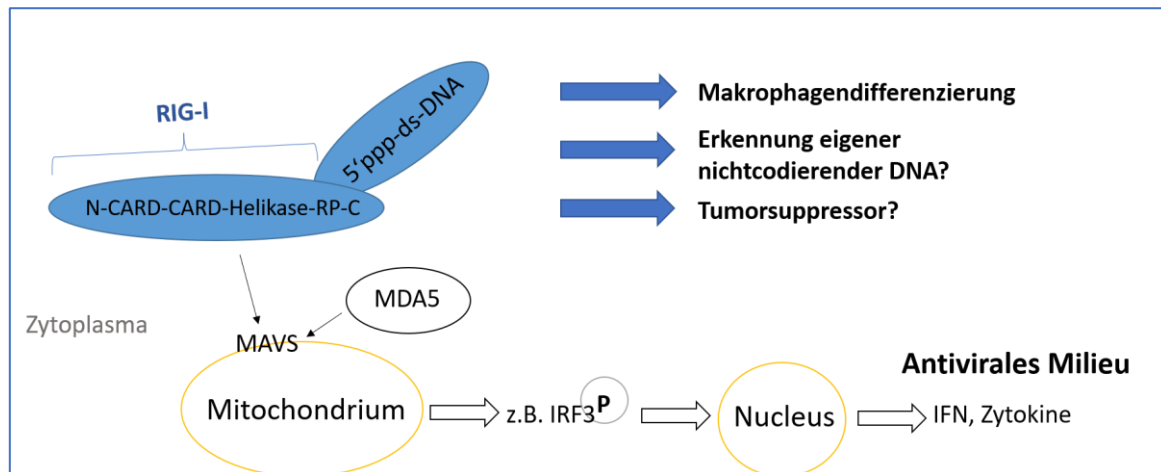 RIG-I
5‘ppp-ds-DNA
N-CARD-CARD-Helikase-RP-C
Makrophagendifferenzierung
Erkennung eigener
nichtcodierender DNA?
Tumorsuppressor?
Zytoplasma
MDA5
MAVS
Mitochondrium
z.B. IRF3
P
Nucleus
Antivirales Milieu
IFN, Zytokine